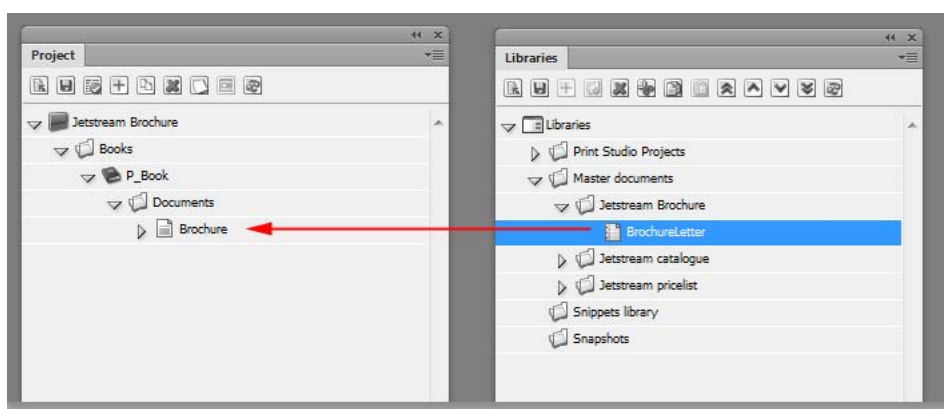 Project
Jetstream Brochure
Books
P_Book
Documents
Brochure
Libraries
Libraries
Print Studio Projects
Master documents
Jetstream Brochure
BrochureLetter
Jetstream catalogue
Jetstream pricelist
Snippets library
Snapshots